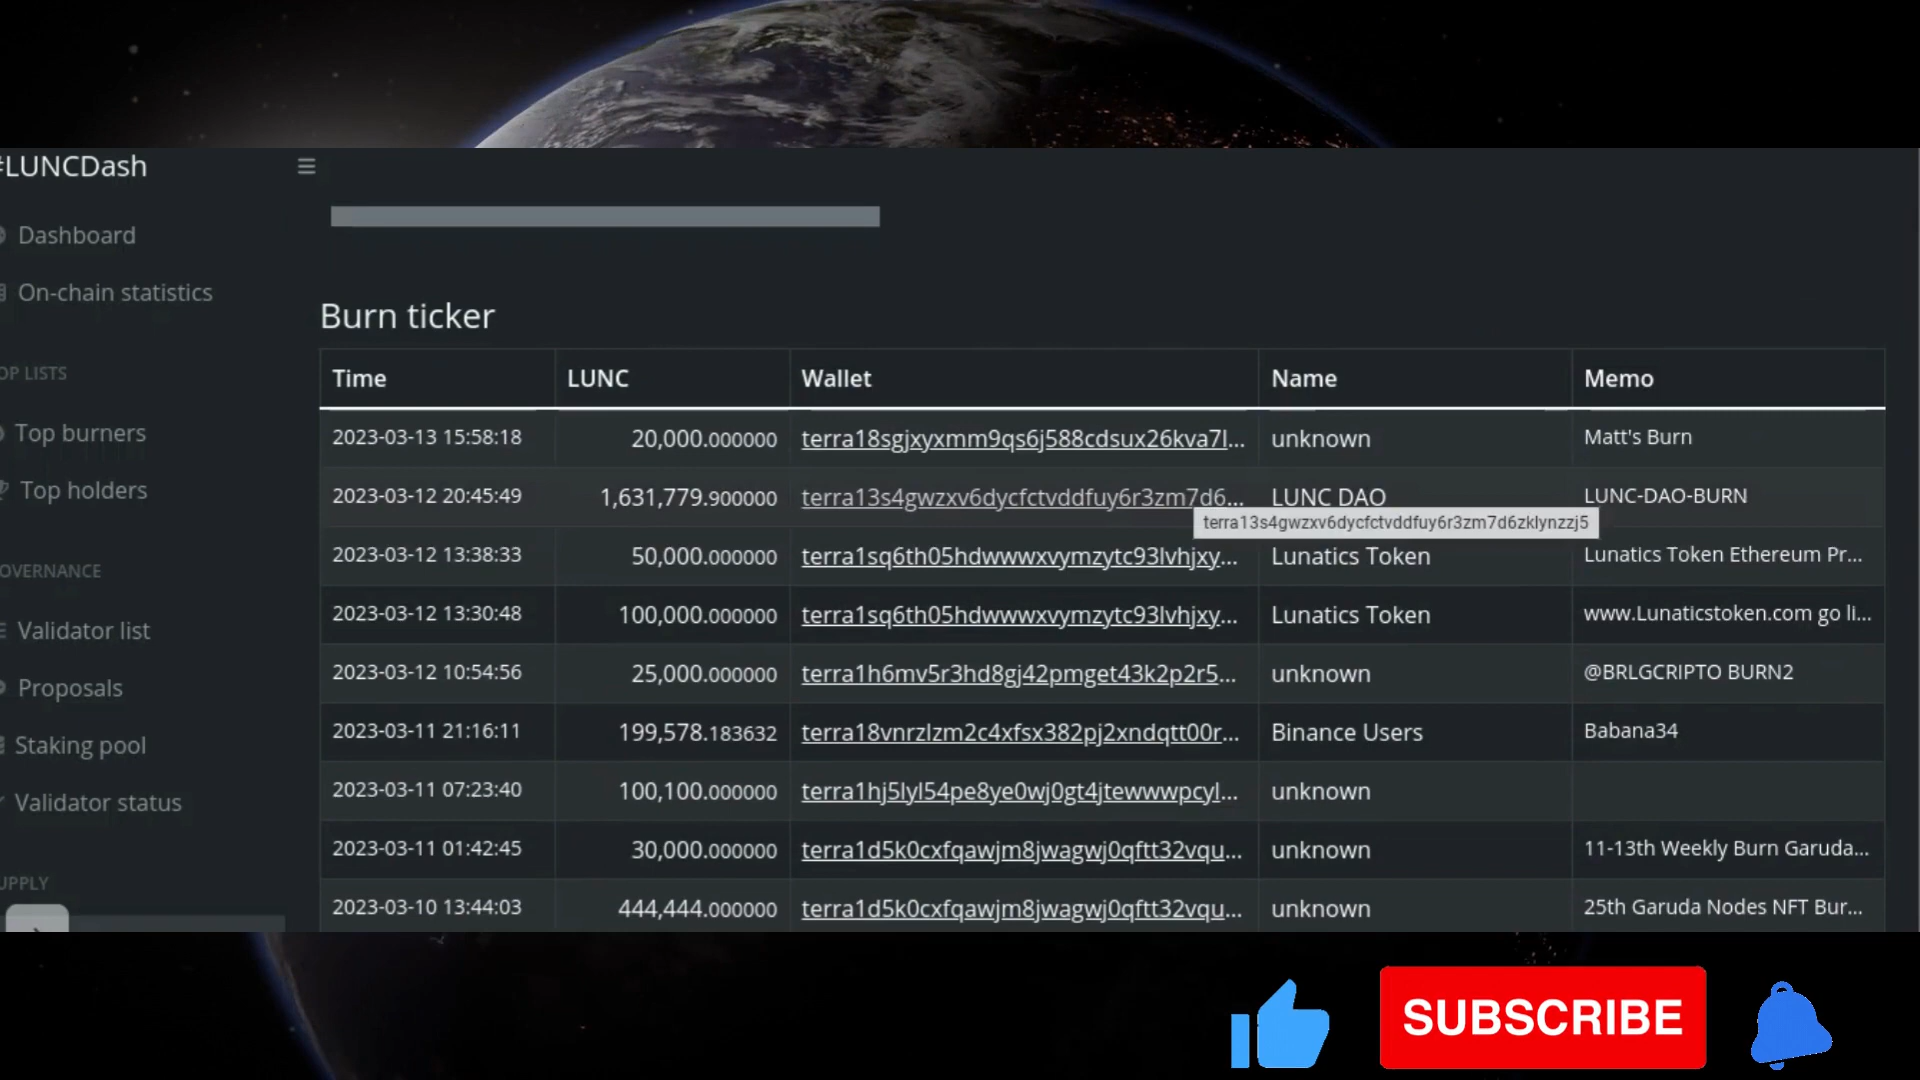 #LUNCDash
Dashboard
On-chain statistics
TOP LISTS
Top burners
Top holders
GOVERNANCE
Validator list
Proposals
Staking pool
Validator status
SUPPLY
Burn ticker
Time LUNC Wallet Name Memo
2023-03-13 15:58:18 20,000.000000 terra18sgjxyxmm9qs6j588cdsux26kva7l... unknown Matt's Burn
2023-03-12 20:45:49 1,631,779.900000 terra13s4gwzxv6dycfctvddfuy6r3zm7d6... LUNC DAO LUNC-DAO-BURN
terra13s4gwzxv6dycfctvddfuy6r3zm7d6zklynzzj5
2023-03-12 13:38:33 50,000.000000 terra1sq6th05hdwwwxvymzytc93lvhjxy... Lunatics Token Lunatics Token Ethereum Pr...
2023-03-12 13:30:48 100,000.000000 terra1sq6th05hdwwwxvymzytc93lvhjxy... Lunatics Token www.Lunaticstoken.com go li...
2023-03-12 10:54:56 25,000.000000 terra1h6mv5r3hd8gj42pmget43k2p2r5... unknown @BRLGCRIPTO BURN2
2023-03-11 21:16:11 199,578.183632 terra18vnrzlzm2c4xfsx382pj2xndqtt00r... Binance Users Babana34
2023-03-11 07:23:40 100,100.000000 terra1hj5lyl54pe8ye0wj0gt4jtewwwpcyl... unknown
2023-03-11 01:42:45 30,000.000000 terra1d5k0cxfqawjm8jwagwj0qftt32vqu... unknown 11-13th Weekly Burn Garuda...
2023-03-10 13:44:03 444,444.000000 terra1d5k0cxfqawjm8jwagwj0qftt32vqu... unknown 25th Garuda Nodes NFT Bur...
SUBSCRIBE